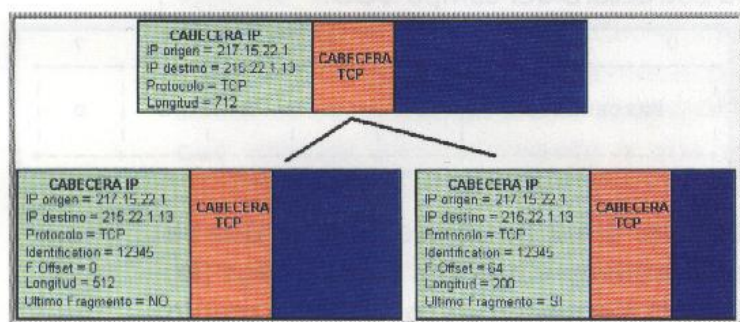 CABECERA IP
IP origen = 217.15.22.1
IP destino = 215.22.1.13
Protocolo = TCP
Longitud = 712
CABECERA
TCP
CABECERA IP
IP origen = 217.15.22.1
IP destino = 215.22.1.13
Protocolo = TCP
Identification = 12345
F.Offset = 0
Longitud = 512
Ultimo Fragmento = NO
CABECERA
TCP
CABECERA IP
IP origen = 217.15.22.1
IP destino = 215.22.1.13
Protocolo = TCP
Identification = 12345
F.Offset = 64
Longitud = 200
Ultimo Fragmento = SI
CABECERA
TCP